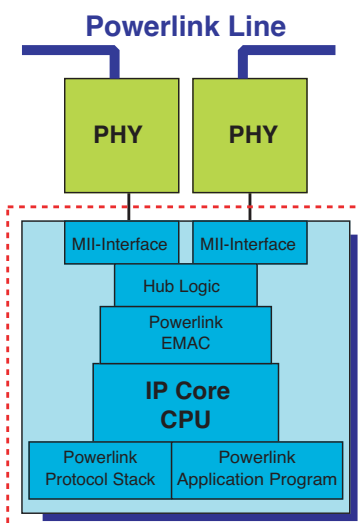 Powerlink Line
PHY
PHY
MII-Interface
MII-Interface
Hub Logic
Powerlink
EMAC
IP Core
CPU
Powerlink
Protocol Stack
Powerlink
Application Program